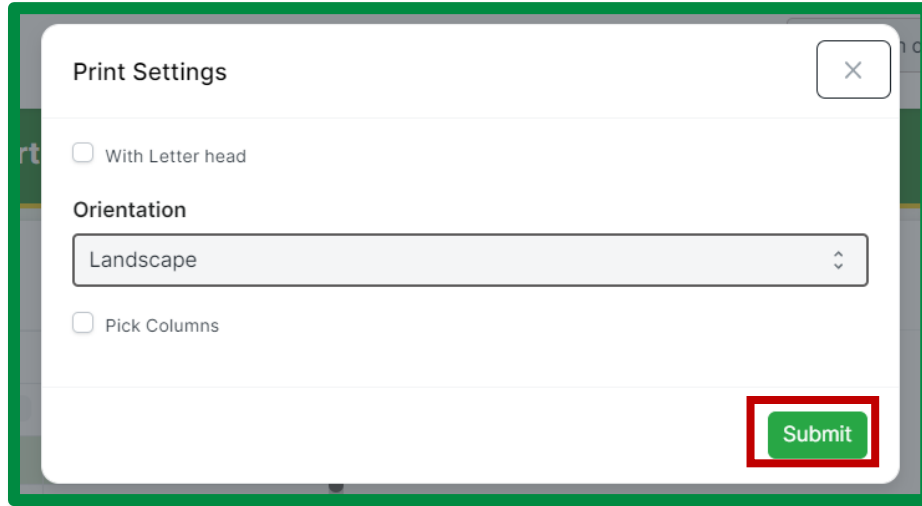 Print Settings
With Letter head
Orientation
Landscape
Pick Columns
Submit